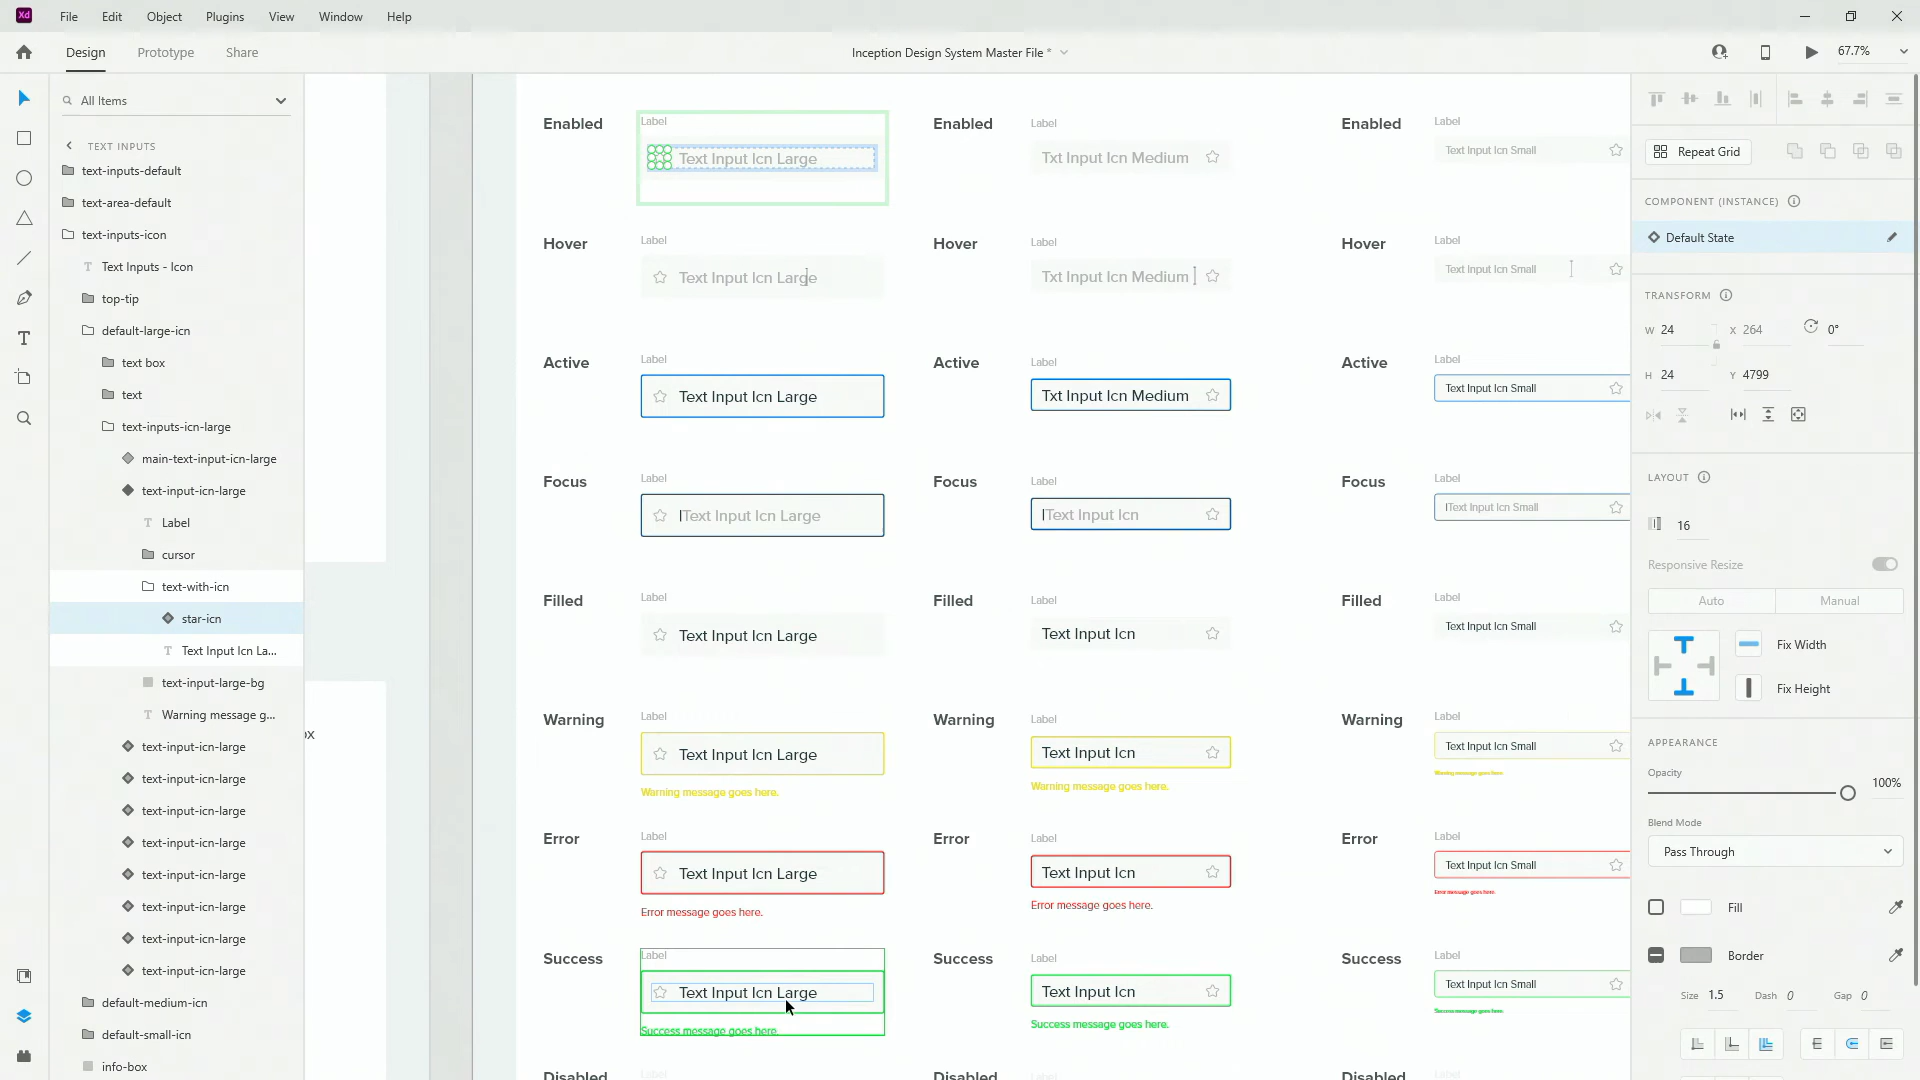 Xd File Edit Object Plugins View Window Help
Design Prototype Share
Inception Design System Master File *
67.7%
All Items
TEXT INPUTS
text-inputs-default
text-area-default
text-inputs-icon
T Text Inputs - Icon
top-tip
default-large-icn
text box
text
text-inputs-icn-large
main-text-input-icn-large
text-input-icn-large
T Label
cursor
text-with-icn
star-icn
T Text Input Icn La...
text-input-large-bg
T Warning message g...
text-input-icn-large
text-input-icn-large
text-input-icn-large
text-input-icn-large
text-input-icn-large
text-input-icn-large
text-input-icn-large
text-input-icn-large
default-medium-icn
default-small-icn
info-box
Enabled
Label
Text Input Icn Large
Enabled
Label
Txt Input Icn Medium
Enabled
Label
Text Input Icn Small
Hover
Label
Text Input Icn Large
Hover
Label
Txt Input Icn Medium
Hover
Label
Text Input Icn Small
Active
Label
Text Input Icn Large
Active
Label
Txt Input Icn Medium
Active
Label
Text Input Icn Small
Focus
Label
Text Input Icn Large
Focus
Label
Text Input Icn
Focus
Label
Text Input Icn Small
Filled
Label
Text Input Icn Large
Filled
Label
Text Input Icn
Filled
Label
Text Input Icn Small
Warning
Label
Text Input Icn Large
Warning message goes here.
Warning
Label
Text Input Icn
Warning message goes here.
Warning
Label
Text Input Icn Small
Warning message goes here.
Error
Label
Text Input Icn Large
Error message goes here.
Error
Label
Text Input Icn
Error message goes here.
Error
Label
Text Input Icn Small
Error message goes here.
Success
Label
Text Input Icn Large
Success message goes here.
Success
Label
Text Input Icn
Success message goes here.
Success
Label
Text Input Icn Small
Success message goes here.
Disabled
Label
Disabled
Label
Disabled
Label
Repeat Grid
COMPONENT (INSTANCE)
Default State
TRANSFORM
W 24 X 264 0°
H 24 Y 4799
LAYOUT
16
Responsive Resize
Auto Manual
Fix Width
Fix Height
APPEARANCE
Opacity
100%
Blend Mode
Pass Through
Fill
Border
Size 1.5 Dash 0 Gap 0